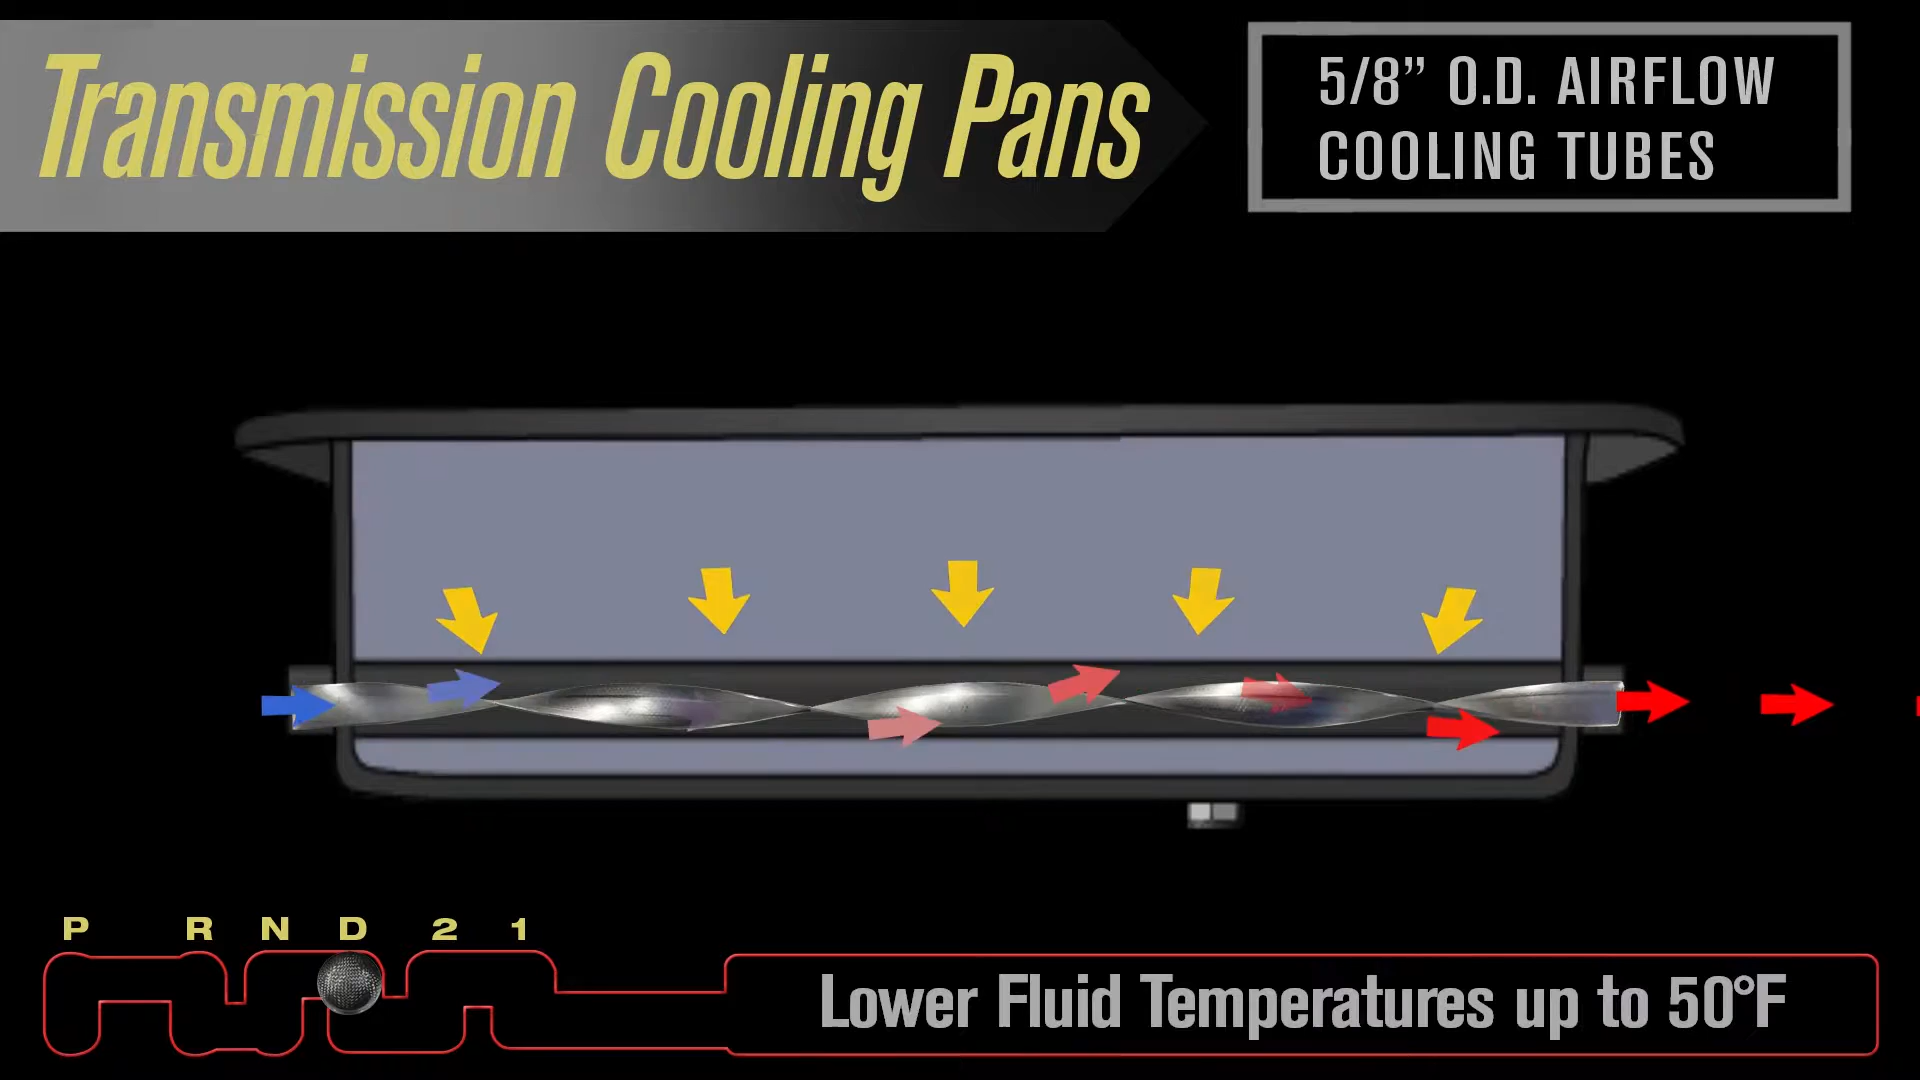 Transmission Cooling Pans
5/8” O.D. AIRFLOW
COOLING TUBES
P R N D 2 1
Lower Fluid Temperatures up to 50°F